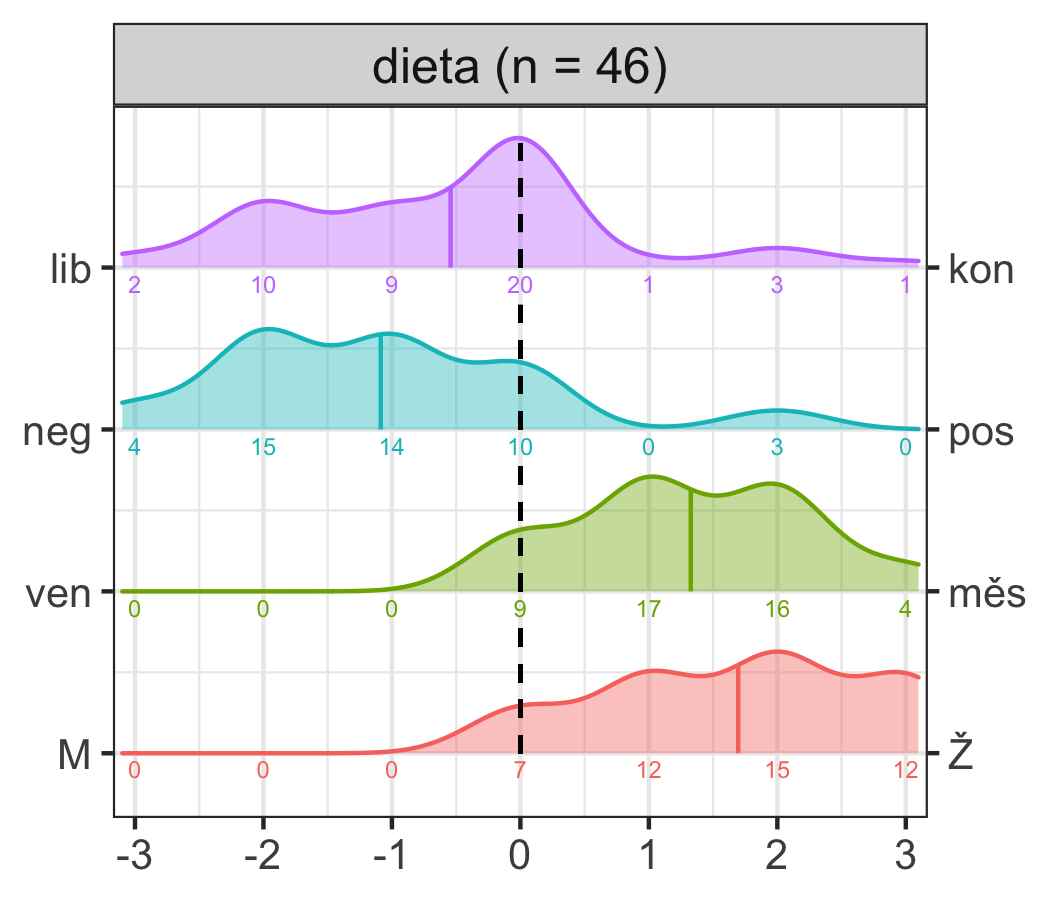 dieta (n = 46)
lib kon
2 10 9 20 1 3 1
neg pos
4 15 14 10 0 3 0
ven měs
0 0 0 9 17 16 4
M Ž
0 0 0 7 12 15 12
-3 -2 -1 0 1 2 3